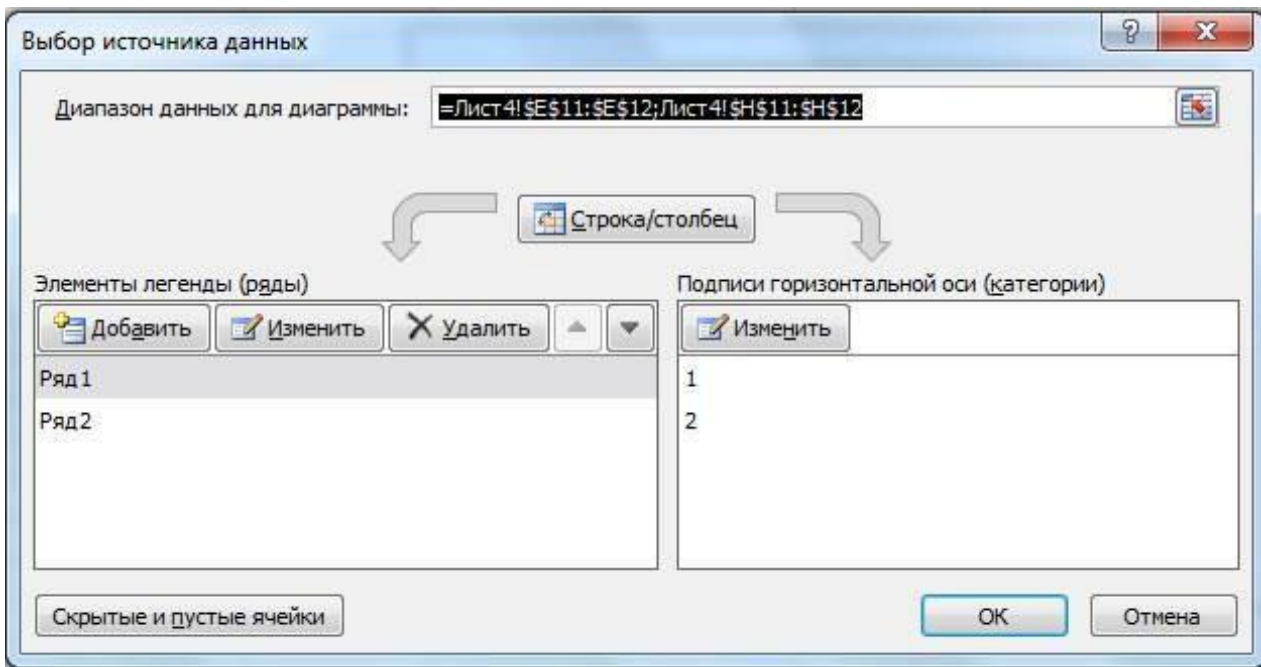 Выбор источника данных
?
Диапазон данных для диаграммы: =Лист4!$E$11:$E$12;Лист4!$H$11:$H$12
Строка/столбец
Элементы легенды (ряды)
Добавить Изменить Удалить
Ряд1
Ряд2
Подписи горизонтальной оси (категории)
Изменить
1
2
Скрытые и пустые ячейки
ОК Отмена